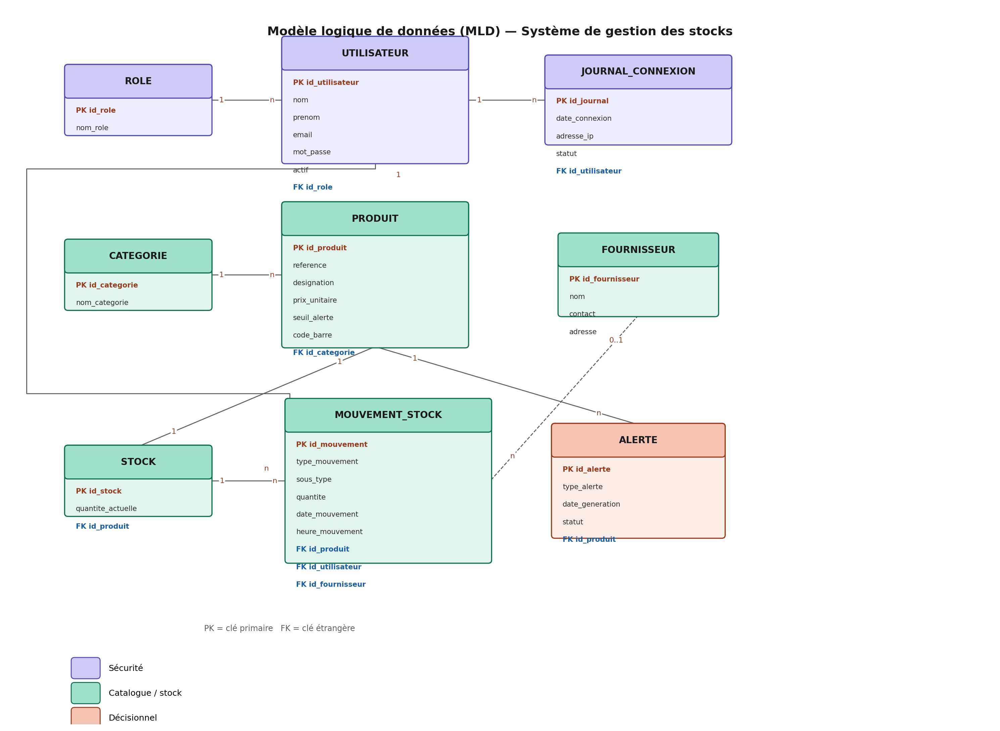 Modèle logique de données (MLD) — Système de gestion des stocks
UTILISATEUR
PK id_utilisateur
nom
prenom
email
mot_passe
actif
FK id_role
ROLE
PK id_role
nom_role
JOURNAL_CONNEXION
PK id_journal
date_connexion
adresse_ip
statut
FK id_utilisateur
1
n
1
n
1
PRODUIT
PK id_produit
reference
designation
prix_unitaire
seuil_alerte
code_barre
FK id_categorie
CATEGORIE
PK id_categorie
nom_categorie
1
n
FOURNISSEUR
PK id_fournisseur
nom
contact
adresse
0..1
1
1
n
1
MOUVEMENT_STOCK
PK id_mouvement
type_mouvement
sous_type
quantite
date_mouvement
heure_mouvement
FK id_produit
FK id_utilisateur
FK id_fournisseur
STOCK
PK id_stock
quantite_actuelle
FK id_produit
n
1
n
n
ALERTE
PK id_alerte
type_alerte
date_generation
statut
FK id_produit
PK = clé primaire   FK = clé étrangère
Sécurité
Catalogue / stock
Décisionnel